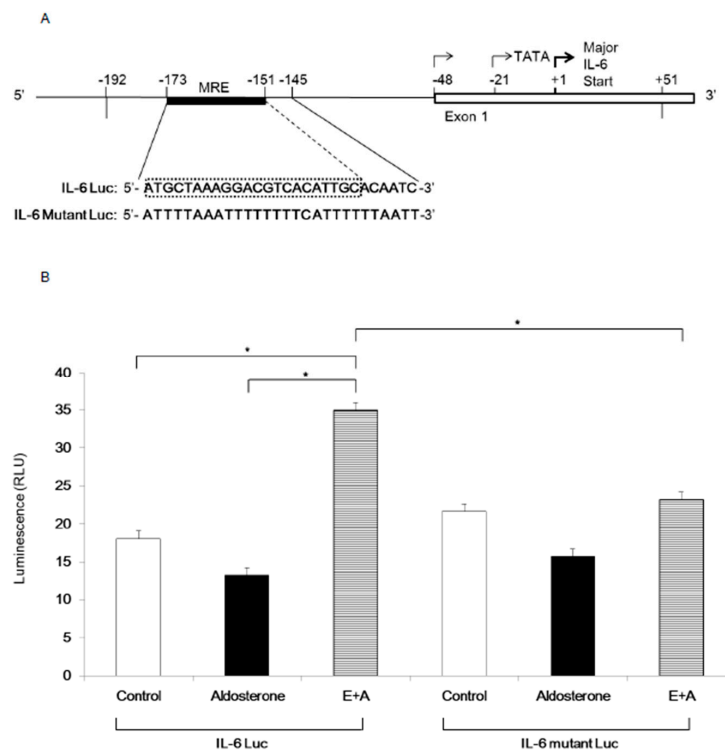 A
-192 -173 MRE -151 -145 -48 -21 TATA +1 Major IL-6 Start +51
5' 3'
Exon 1
IL-6 Luc: 5'- ATGCTAAAGGACGTCACATTGCACAATC-3'
IL-6 Mutant Luc: 5'- ATTTTAAATTTTTTTTCATTTTTTAATT-3'
B
*
*
*
40
35
30
25
20
15
10
5
0
Luminescence (RLU)
Control Aldosterone E+A Control Aldosterone E+A
IL-6 Luc IL-6 mutant Luc